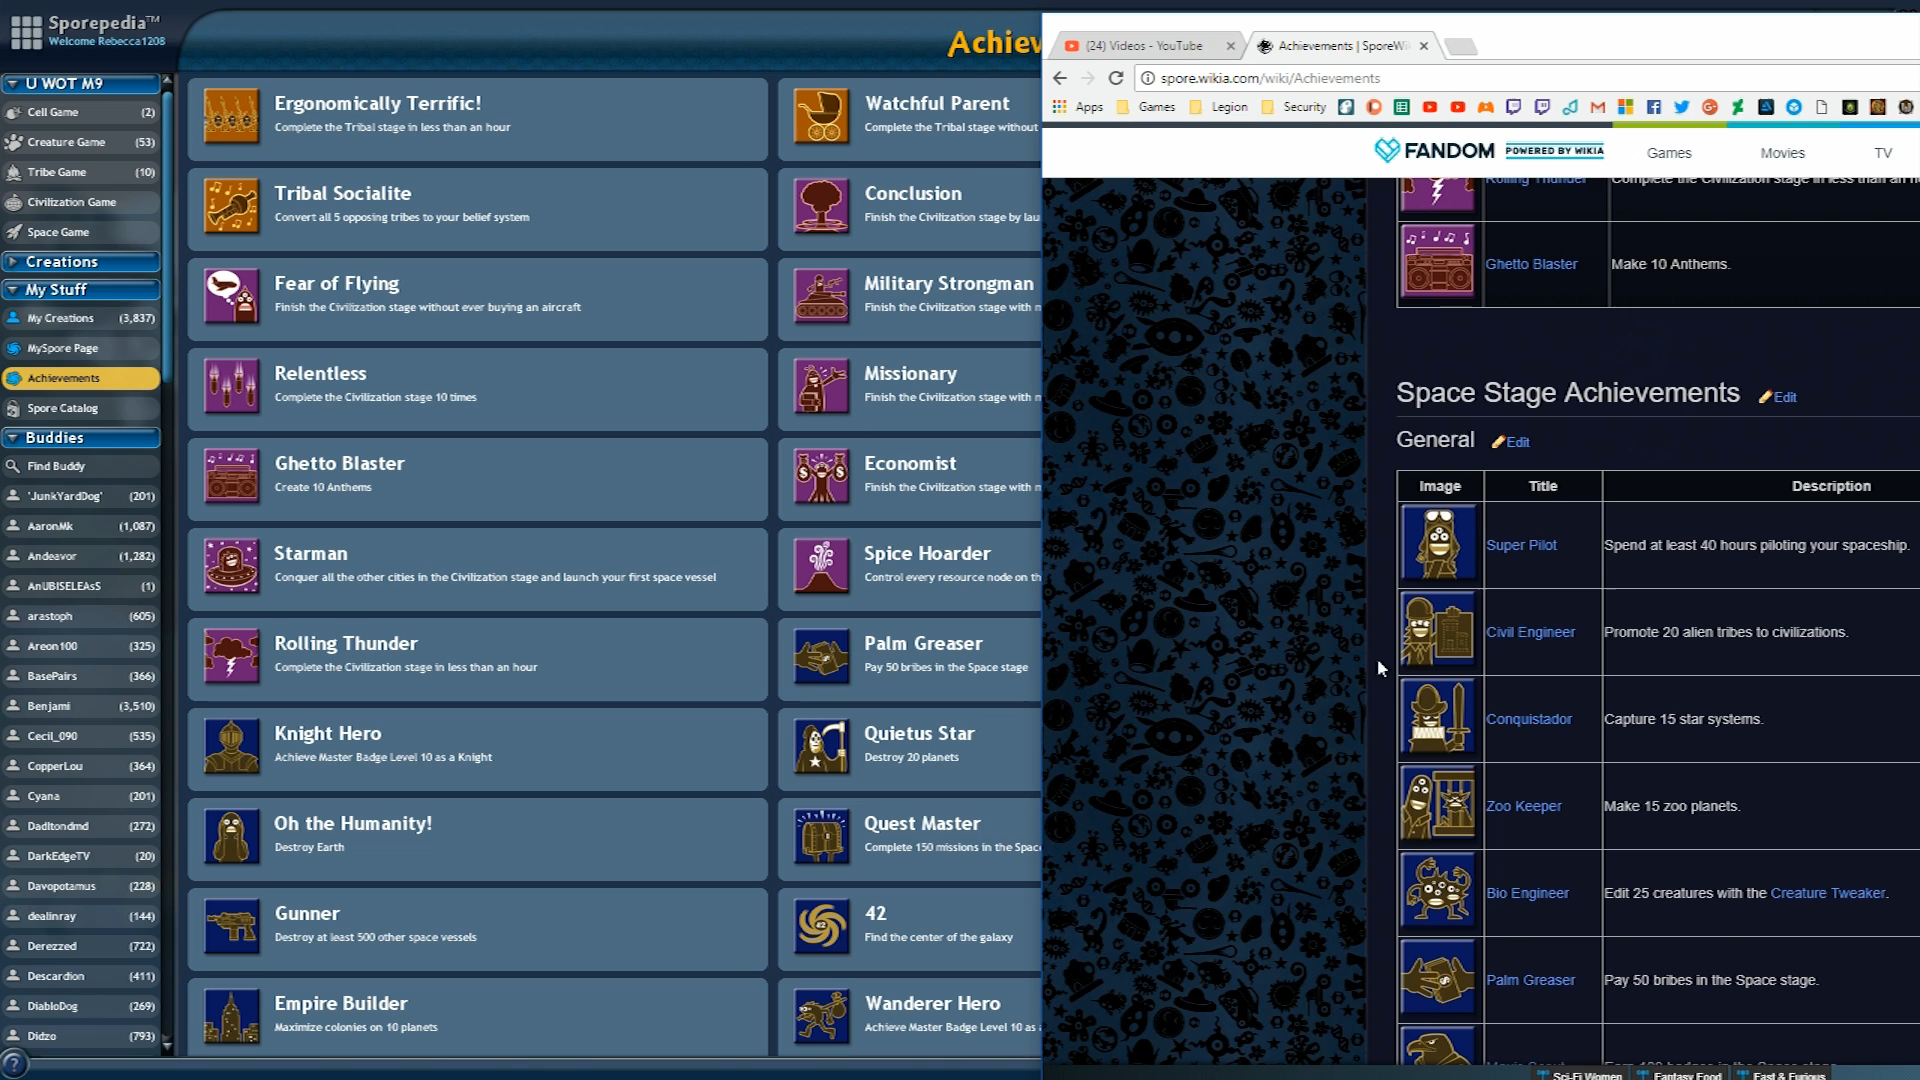 Sporepedia™
Welcome Rebecca1208
U WOT M9
Cell Game (2)
Creature Game (53)
Tribe Game (10)
Civilization Game
Space Game
Creations
My Stuff
My Creations (3,837)
MySpore Page
Achievements
Spore Catalog
Buddies
Find Buddy
'JunkYardDog' (201)
AaronMk (1,087)
Andeavor (1,282)
AnUBISELEAsS (1)
arastoph (605)
Areon100 (325)
BasePairs (366)
Benjami (3,510)
Cecil_090 (535)
CopperLou (364)
Cyana (201)
Dadltondmd (272)
DarkEdgeTV (20)
Davopotamus (228)
dealinray (144)
Derezzed (722)
Descardion (411)
DiabloDog (269)
Didzo (793)
?
Achiev
Ergonomically Terrific!
Complete the Tribal stage in less than an hour
Watchful Parent
Complete the Tribal stage without
Tribal Socialite
Convert all 5 opposing tribes to your belief system
Conclusion
Finish the Civilization stage by lau
Fear of Flying
Finish the Civilization stage without ever buying an aircraft
Military Strongman
Finish the Civilization stage with m
Relentless
Complete the Civilization stage 10 times
Missionary
Finish the Civilization stage with m
Ghetto Blaster
Create 10 Anthems
Economist
Finish the Civilization stage with m
Starman
Conquer all the other cities in the Civilization stage and launch your first space vessel
Spice Hoarder
Control every resource node on th
Rolling Thunder
Complete the Civilization stage in less than an hour
Palm Greaser
Pay 50 bribes in the Space stage
Knight Hero
Achieve Master Badge Level 10 as a Knight
Quietus Star
Destroy 20 planets
Oh the Humanity!
Destroy Earth
Quest Master
Complete 150 missions in the Spac
Gunner
Destroy at least 500 other space vessels
42
Find the center of the galaxy
Empire Builder
Maximize colonies on 10 planets
Wanderer Hero
Achieve Master Badge Level 10 as
(24) Videos - YouTube
Achievements | SporeWi
spore.wikia.com/wiki/Achievements
Apps Games Legion Security
FANDOM POWERED BY WIKIA Games Movies TV
Rolling Thunder Complete the Civilization stage in less than an h
Ghetto Blaster Make 10 Anthems.
Space Stage Achievements Edit
General Edit
Image Title Description
Super Pilot Spend at least 40 hours piloting your spaceship.
Civil Engineer Promote 20 alien tribes to civilizations.
Conquistador Capture 15 star systems.
Zoo Keeper Make 15 zoo planets.
Bio Engineer Edit 25 creatures with the Creature Tweaker.
Palm Greaser Pay 50 bribes in the Space stage.
Sci-Fi Women Fantasy Food Fast & Furious